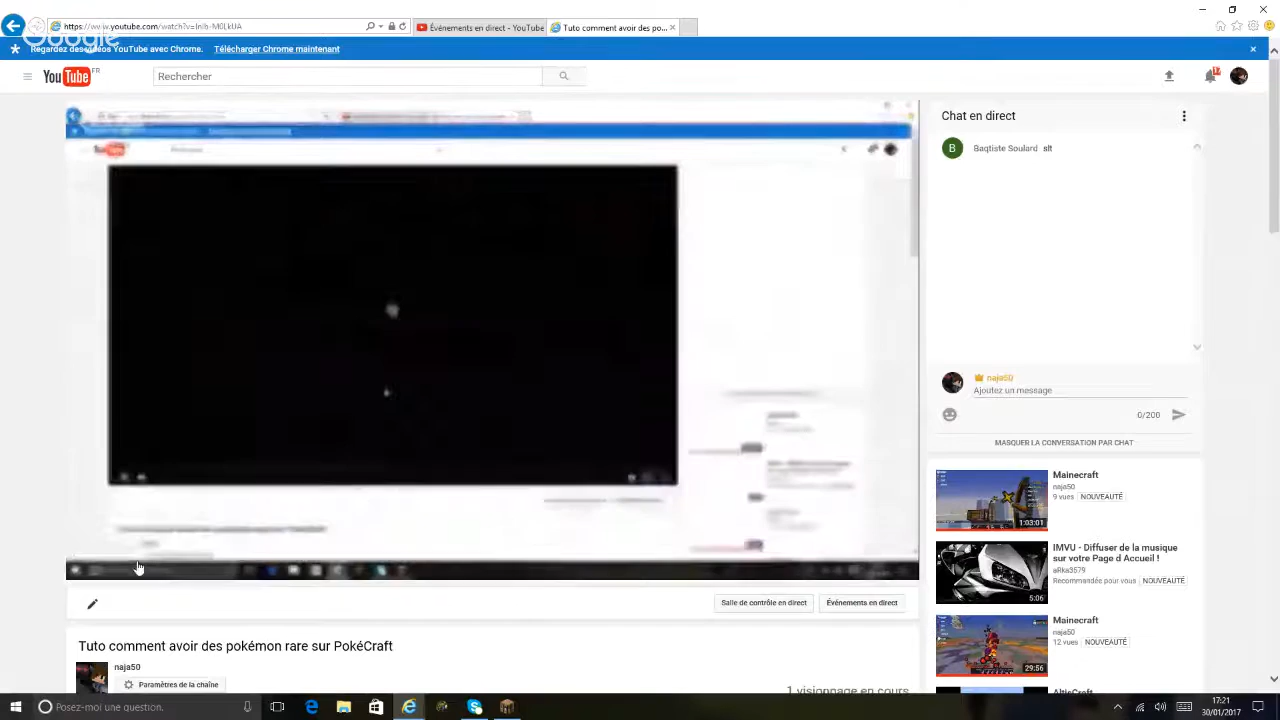 https://www.youtube.com/watch?v=Inib-M0LkUA
Événements en direct - YouTube
Tuto comment avoir des po...
Google
Regardez des vidéos YouTube avec Chrome. Télécharger Chrome maintenant
YouTube FR
Rechercher
Chat en direct
B Baqtiste Soulard slt
naja50
Ajoutez un message
0/200
MASQUER LA CONVERSATION PAR CHAT
Mainecraft
naja50
9 vues NOUVEAUTÉ
1:03:01
IMVU - Diffuser de la musique
sur votre Page d Accueil !
aRka3579
Recommandée pour vous NOUVEAUTÉ
5:06
Mainecraft
naja50
12 vues NOUVEAUTÉ
29:56
AltisCraft
Salle de contrôle en direct
Événements en direct
Tuto comment avoir des pokémon rare sur PokéCraft
naja50
Paramètres de la chaîne
1 visionnage en cours
Posez-moi une question.
17:21
30/01/2017